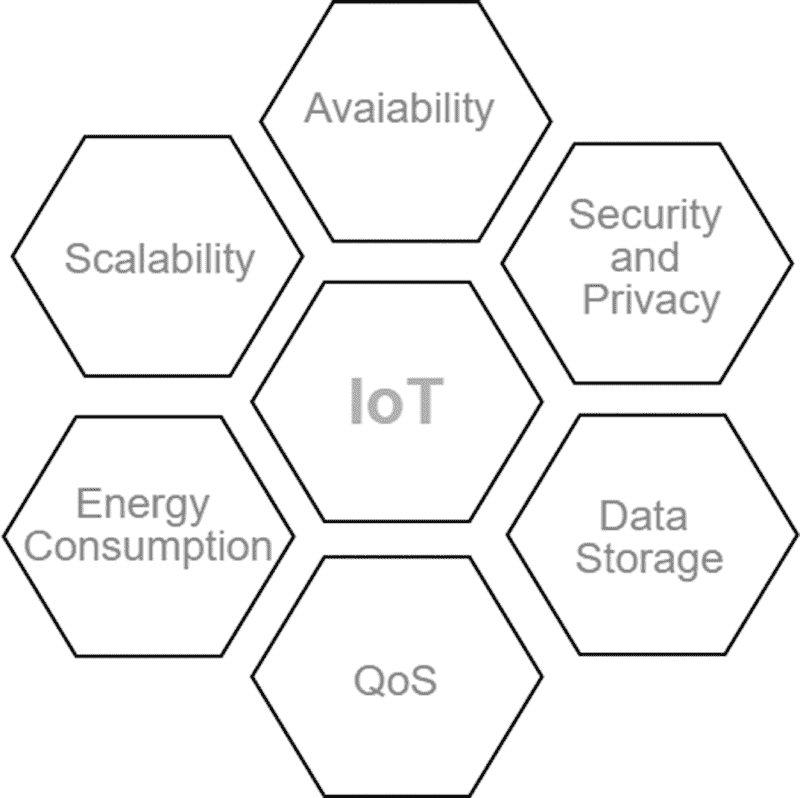 Avaiability
Scalability
Security
and
Privacy
IoT
Energy
Consumption
Data
Storage
QoS